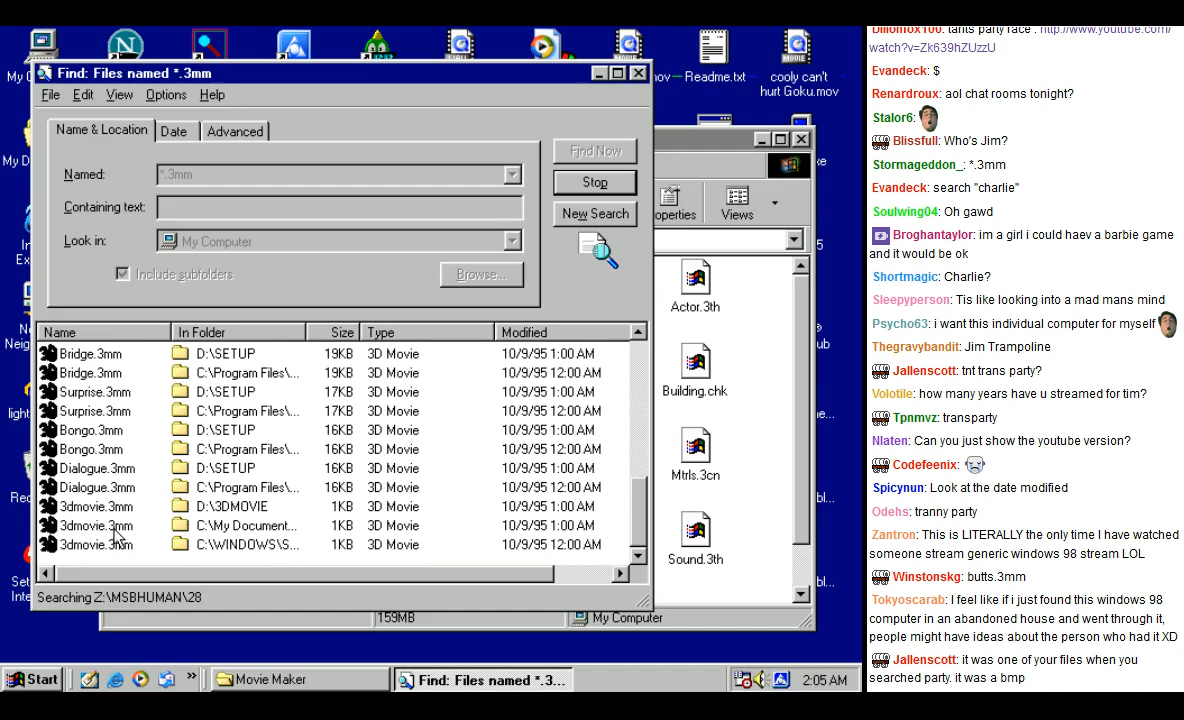 Find: Files named *.3mm
File Edit View Options Help
Name & Location Date Advanced
Named: *.3mm
Containing text:
Look in: My Computer
Include subfolders
Browse...
Find Now
Stop
New Search
Name In Folder Size Type Modified
Bridge.3mm D:\SETUP 19KB 3D Movie 10/9/95 1:00 AM
Bridge.3mm C:\Program Files\... 19KB 3D Movie 10/9/95 12:00 AM
Surprise.3mm D:\SETUP 17KB 3D Movie 10/9/95 1:00 AM
Surprise.3mm C:\Program Files\... 17KB 3D Movie 10/9/95 12:00 AM
Bongo.3mm D:\SETUP 16KB 3D Movie 10/9/95 1:00 AM
Bongo.3mm C:\Program Files\... 16KB 3D Movie 10/9/95 12:00 AM
Dialogue.3mm D:\SETUP 16KB 3D Movie 10/9/95 1:00 AM
Dialogue.3mm C:\Program Files\... 16KB 3D Movie 10/9/95 12:00 AM
3dmovie.3mm D:\3DMOVIE 1KB 3D Movie 10/9/95 1:00 AM
3dmovie.3mm C:\My Document... 1KB 3D Movie 10/9/95 1:00 AM
3dmovie.3mm C:\WINDOWS\S... 1KB 3D Movie 10/9/95 12:00 AM
Searching Z:\MSBHUMAN\28
Readme.txt
cooly can't
hurt Goku.mov
Views
Actor.3th
Building.chk
Mtrls.3cn
Sound.3th
159MB My Computer
Start Movie Maker Find: Files named *.3... 2:05 AM
Dillonfox100: tants party race : http://www.youtube.com/
watch?v=Zk639hZUzzU
Evandeck: $
Renardroux: aol chat rooms tonight?
Stalor6:
Blissfull: Who's Jim?
Stormageddon_: *.3mm
Evandeck: search "charlie"
Soulwing04: Oh gawd
Broghantaylor: im a girl i could haev a barbie game
and it would be ok
Shortmagic: Charlie?
Sleepyperson: Tis like looking into a mad mans mind
Psycho63: i want this individual computer for myself
Thegravybandit: Jim Trampoline
Jallenscott: tnt trans party?
Volotile: how many years have u streamed for tim?
Tpnmvz: transparty
Nlaten: Can you just show the youtube version?
Codefeenix:
Spicynun: Look at the date modified
Odehs: tranny party
Zantron: This is LITERALLY the only time I have watched
someone stream generic windows 98 stream LOL
Winstonskg: butts.3mm
Tokyoscarab: I feel like if i just found this windows 98
computer in an abandoned house and went through it,
people might have ideas about the person who had it XD
Jallenscott: it was one of your files when you
searched party. it was a bmp